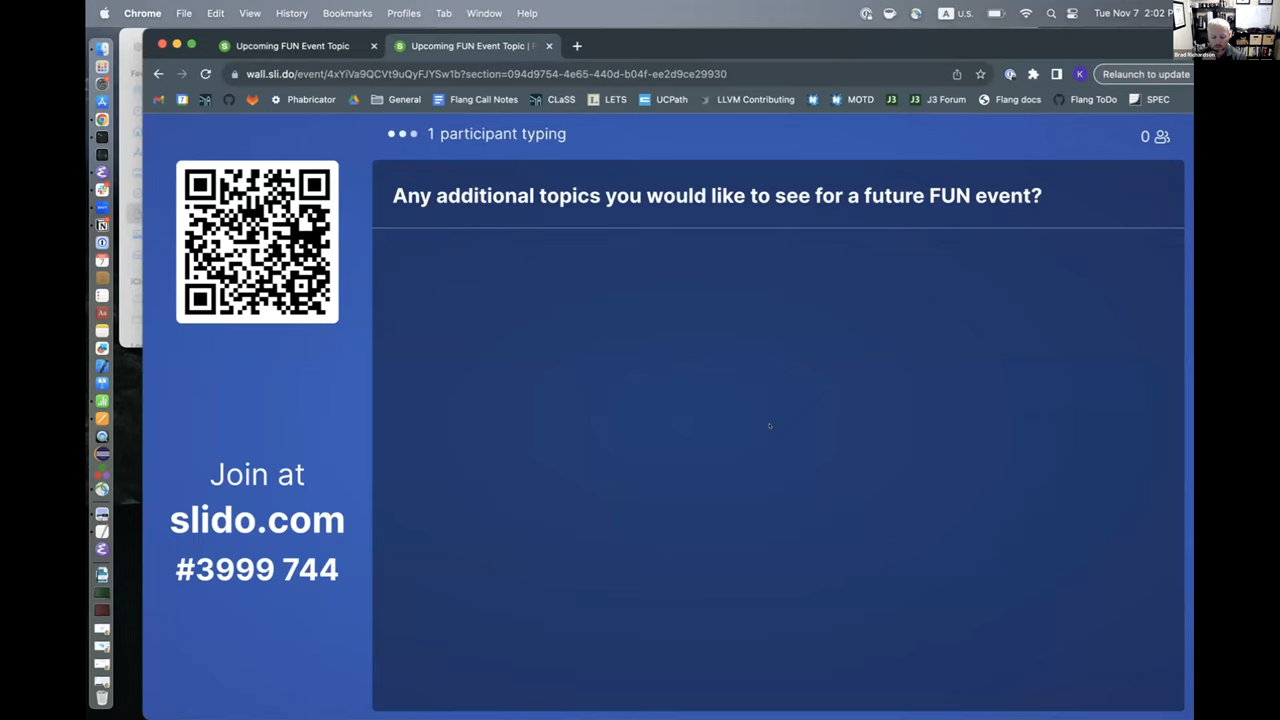 Chrome File Edit View History Bookmarks Profiles Tab Window Help A U.S. Tue Nov 7 2:02 P
Brad Richardson
Upcoming FUN Event Topic Upcoming FUN Event Topic |
wall.sli.do/event/4xYiVa9QCVt9uQyFJYSw1b?section=094d9754-4e65-440d-b04f-ee2d9ce29930 K Relaunch to update
Phabricator General Flang Call Notes CLaSS LETS UCPath LLVM Contributing MOTD J3 J3 Forum Flang docs Flang ToDo SPEC
1 participant typing 0
Any additional topics you would like to see for a future FUN event?
Join at
slido.com
#3999 744